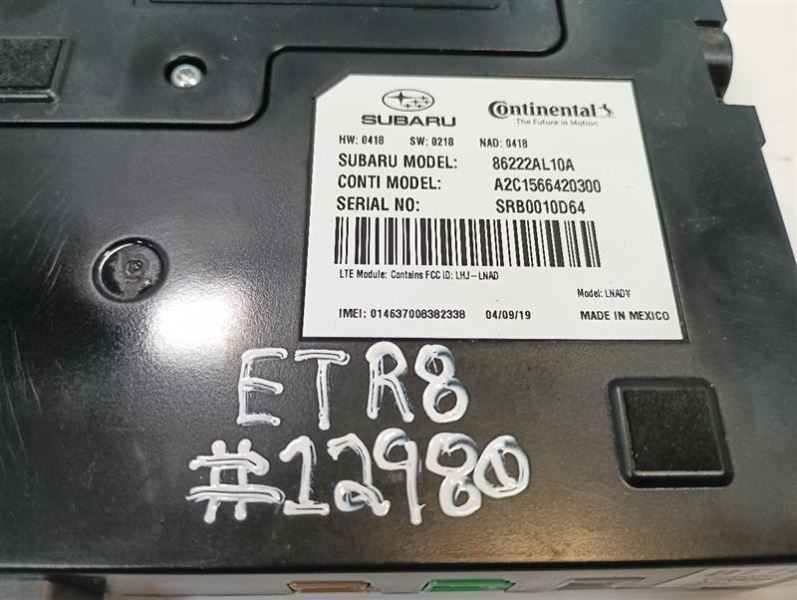 SUBARU Continental
The Future in Motion
HW: 0418 SW: 0218 NAD: 0418
SUBARU MODEL: 86222AL10A
CONTI MODEL: A2C1566420300
SERIAL NO: SRB0010D64
LTE Module: Contains FCC ID: LHJ-LNAD
Model: LNADV
IMEI: 014637008382338 04/09/19 MADE IN MEXICO
ETR8
#12980